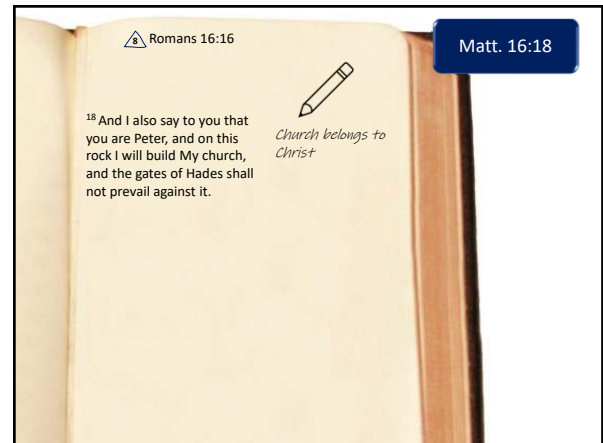 8 Romans 16:16
Matt. 16:18
18 And I also say to you that
you are Peter, and on this
rock I will build My church,
and the gates of Hades shall
not prevail against it.
Church belongs to
Christ